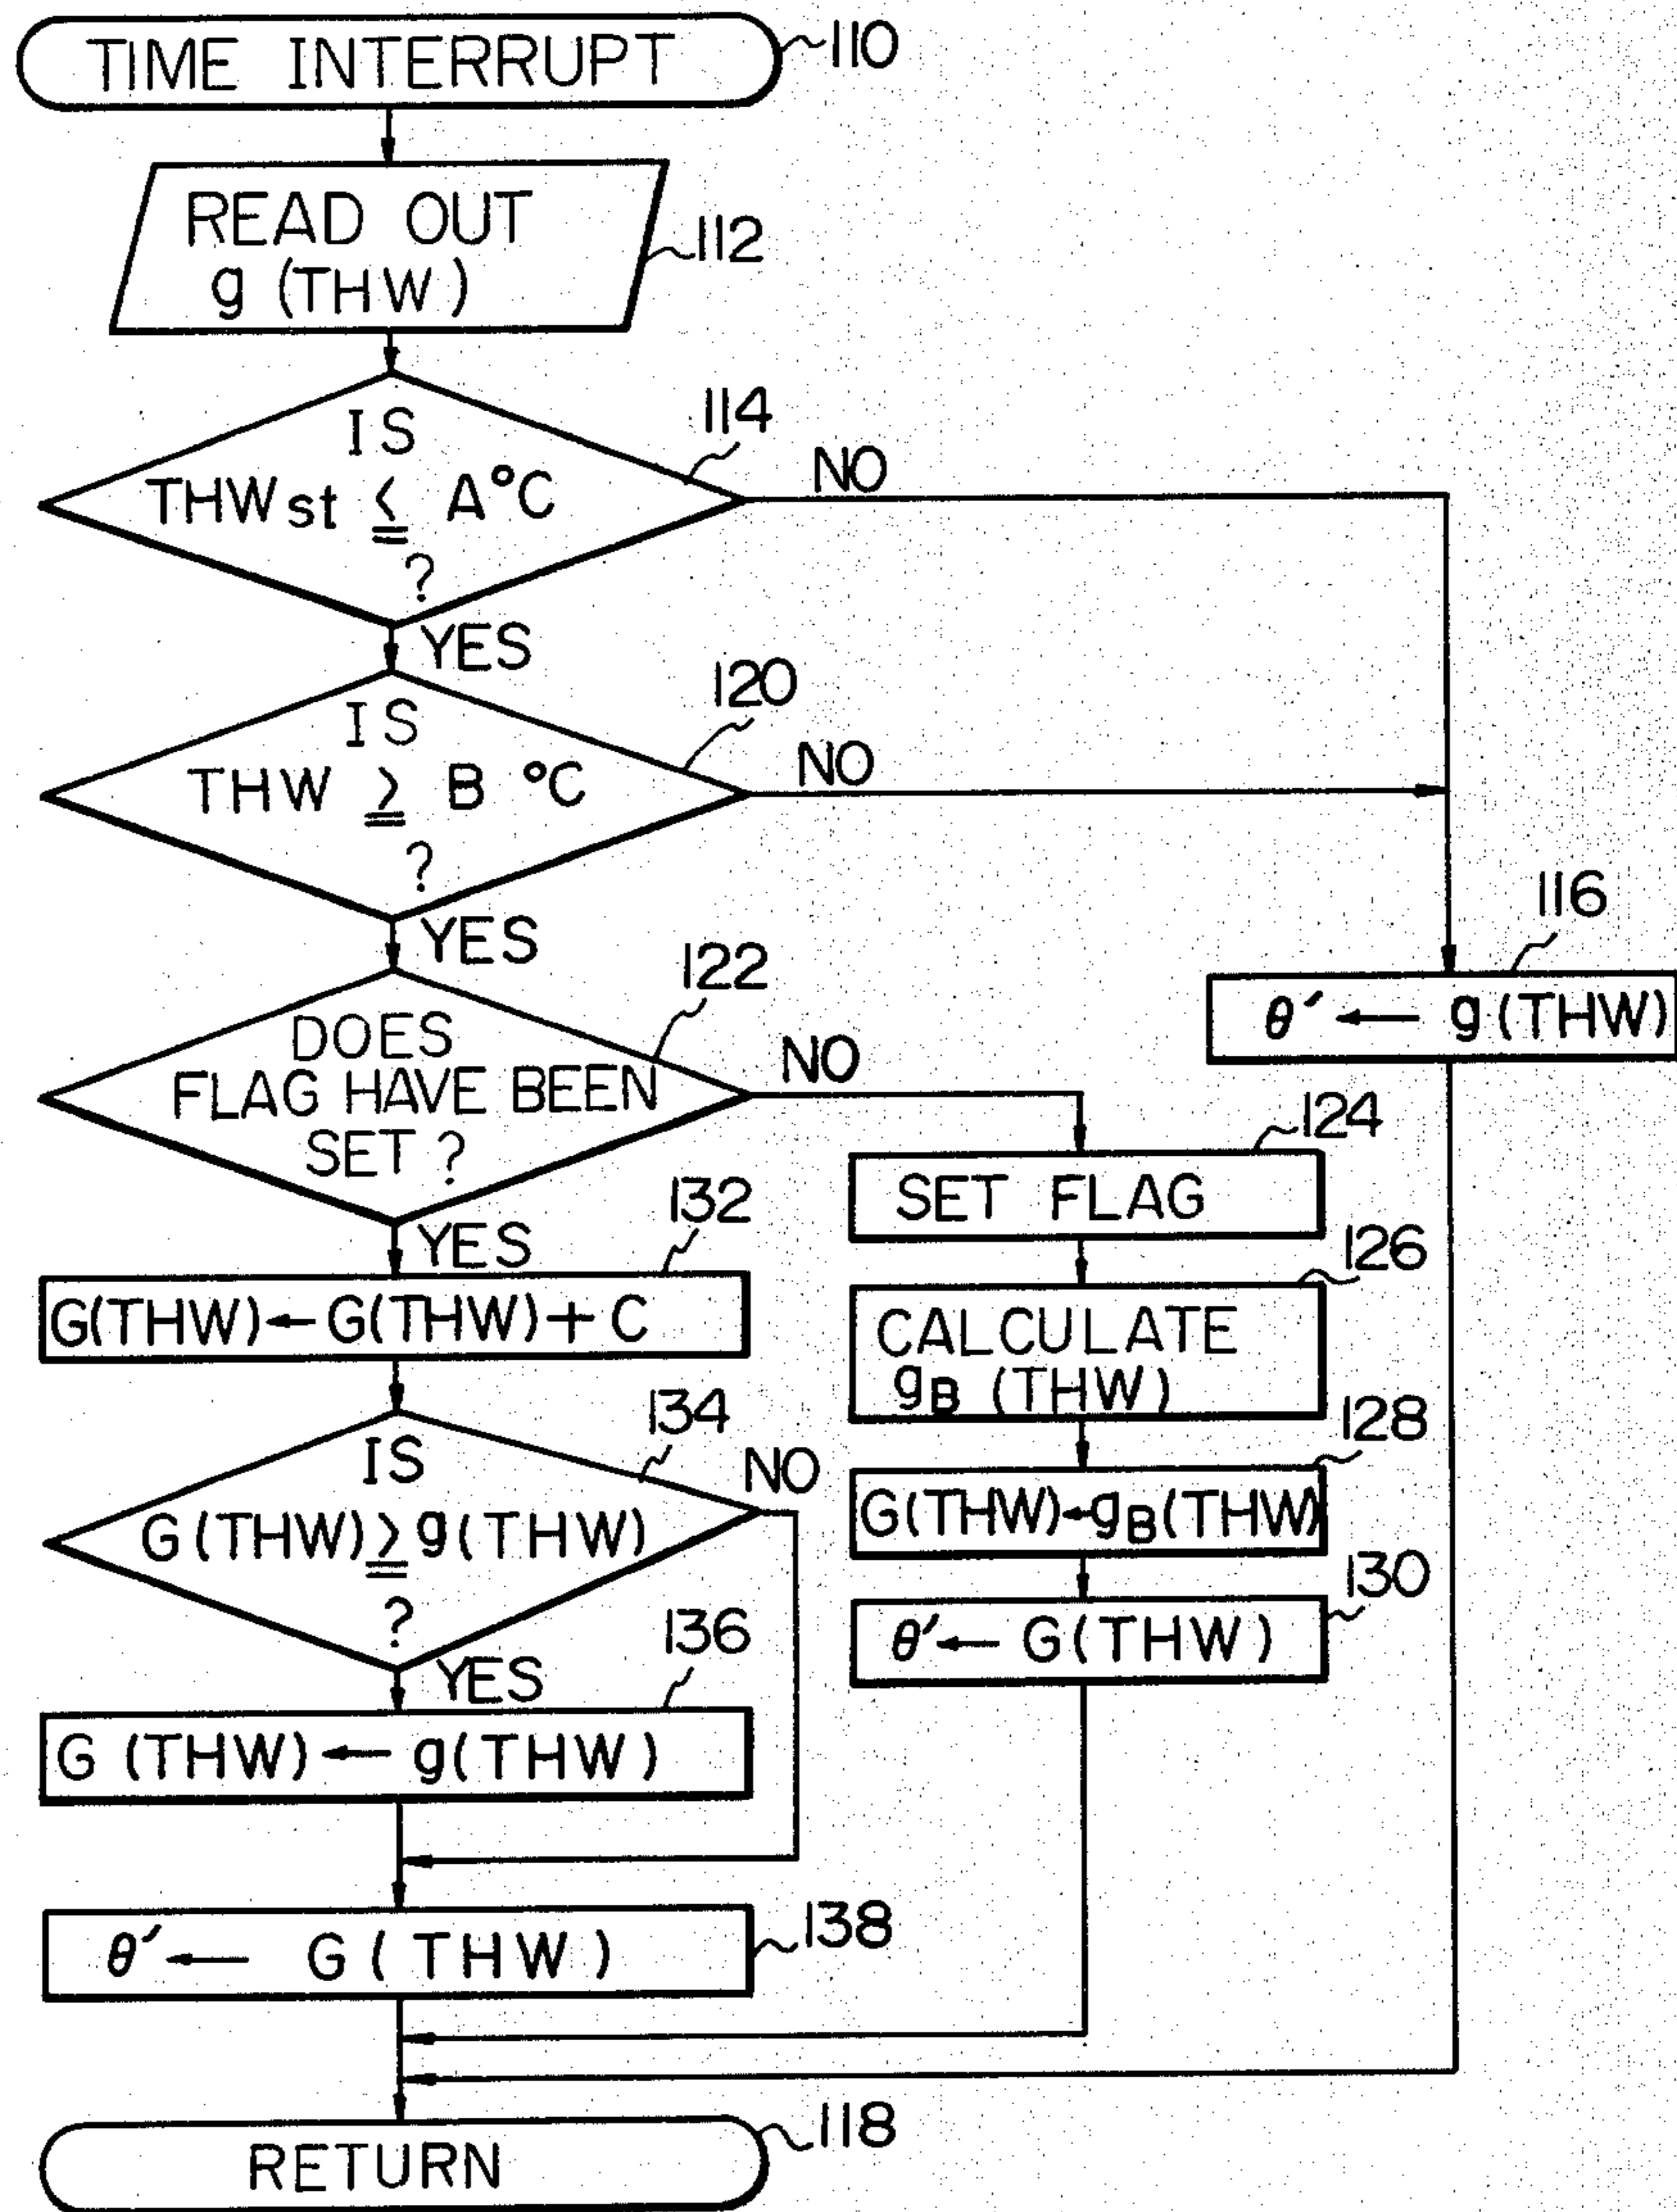 TIME INTERRUPT
110
READ OUT
g (THW)
112
IS
THWst ≦ A°C
?
114
NO
YES
IS
THW ≧ B °C
?
120
NO
YES
DOES
FLAG HAVE BEEN
SET ?
122
NO
YES
116
θ′ ← g (THW)
124
SET FLAG
126
CALCULATE
gB (THW)
128
G(THW)←gB(THW)
130
θ′ ← G(THW)
132
G(THW)←G(THW)+C
134
IS
G(THW)≧g(THW)
?
NO
YES
136
G (THW) ← g(THW)
138
θ′ ← G ( THW )
RETURN
118